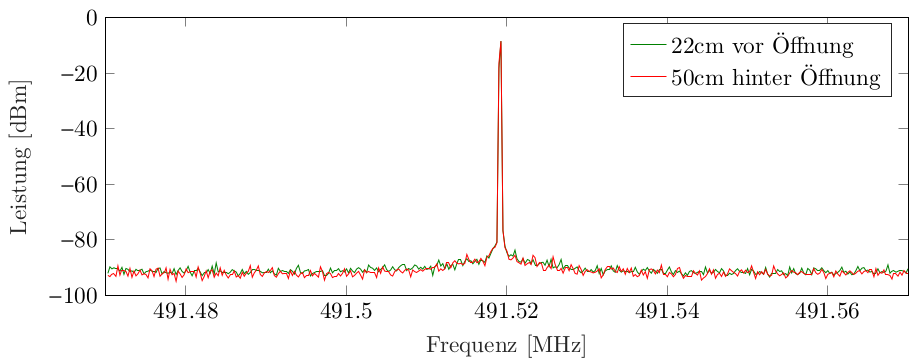 0
−20
−40
−60
−80
−100
Leistung [dBm]
22cm vor Öffnung
50cm hinter Öffnung
491.48
491.5
491.52
491.54
491.56
Frequenz [MHz]